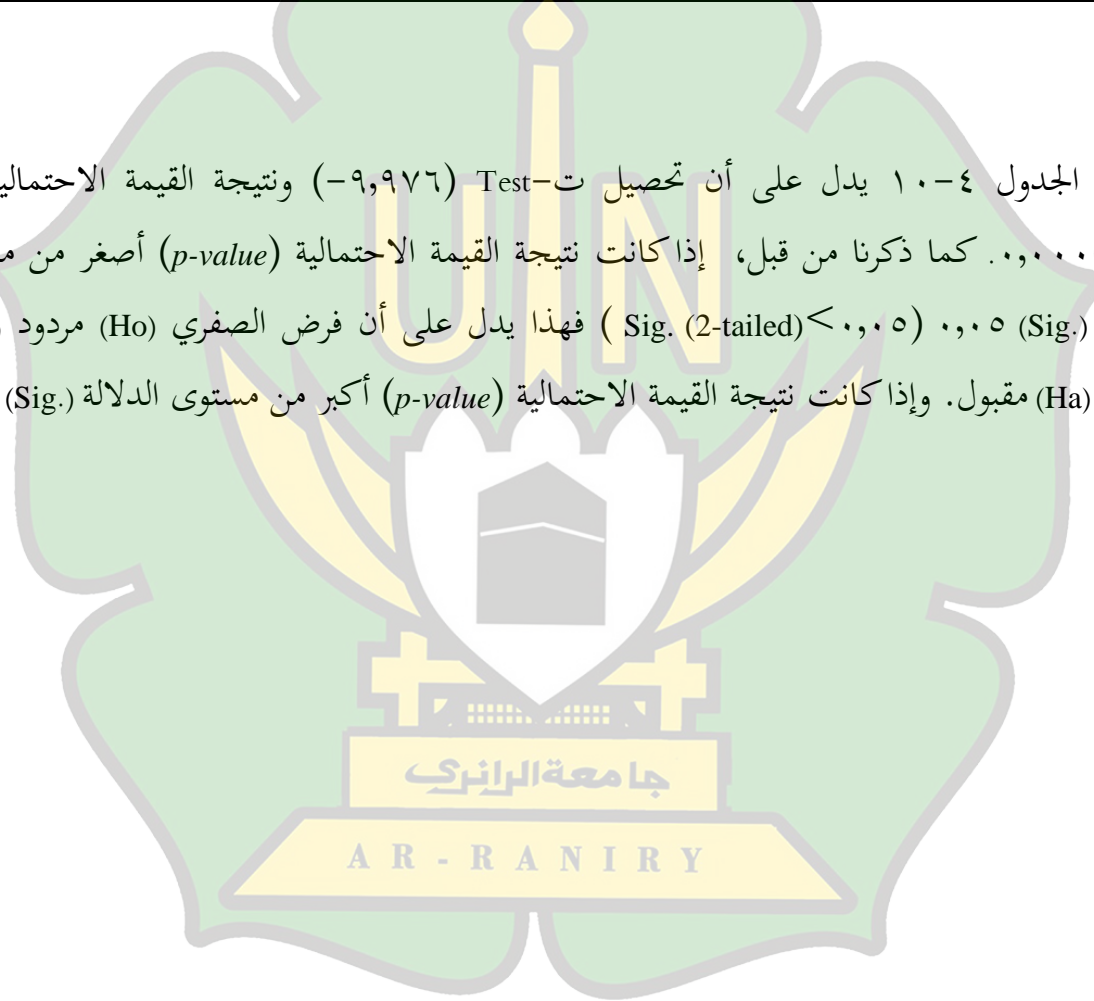 الجدول ٤-١٠ يدل على أن تحصيل ت-Test (٩,٩٧٦-) ونتيجة القيمة
٠,٠٠٠. كما ذكرنا من قبل، إذا كانت نتيجة القيمة الاحتمالية (p-value) أصغر من
(Sig.) ٠,٠٥ (٠,٠٥>Sig. (2-tailed) ) فهذا يدل على أن فرض الصفري (Ho) مردود
(Ha) مقبول. وإذا كانت نتيجة القيمة الاحتمالية (p-value) أكبر من مستوى الدلالة (Sig.)
UIN
جامعة الرانري
AR-RANIRY